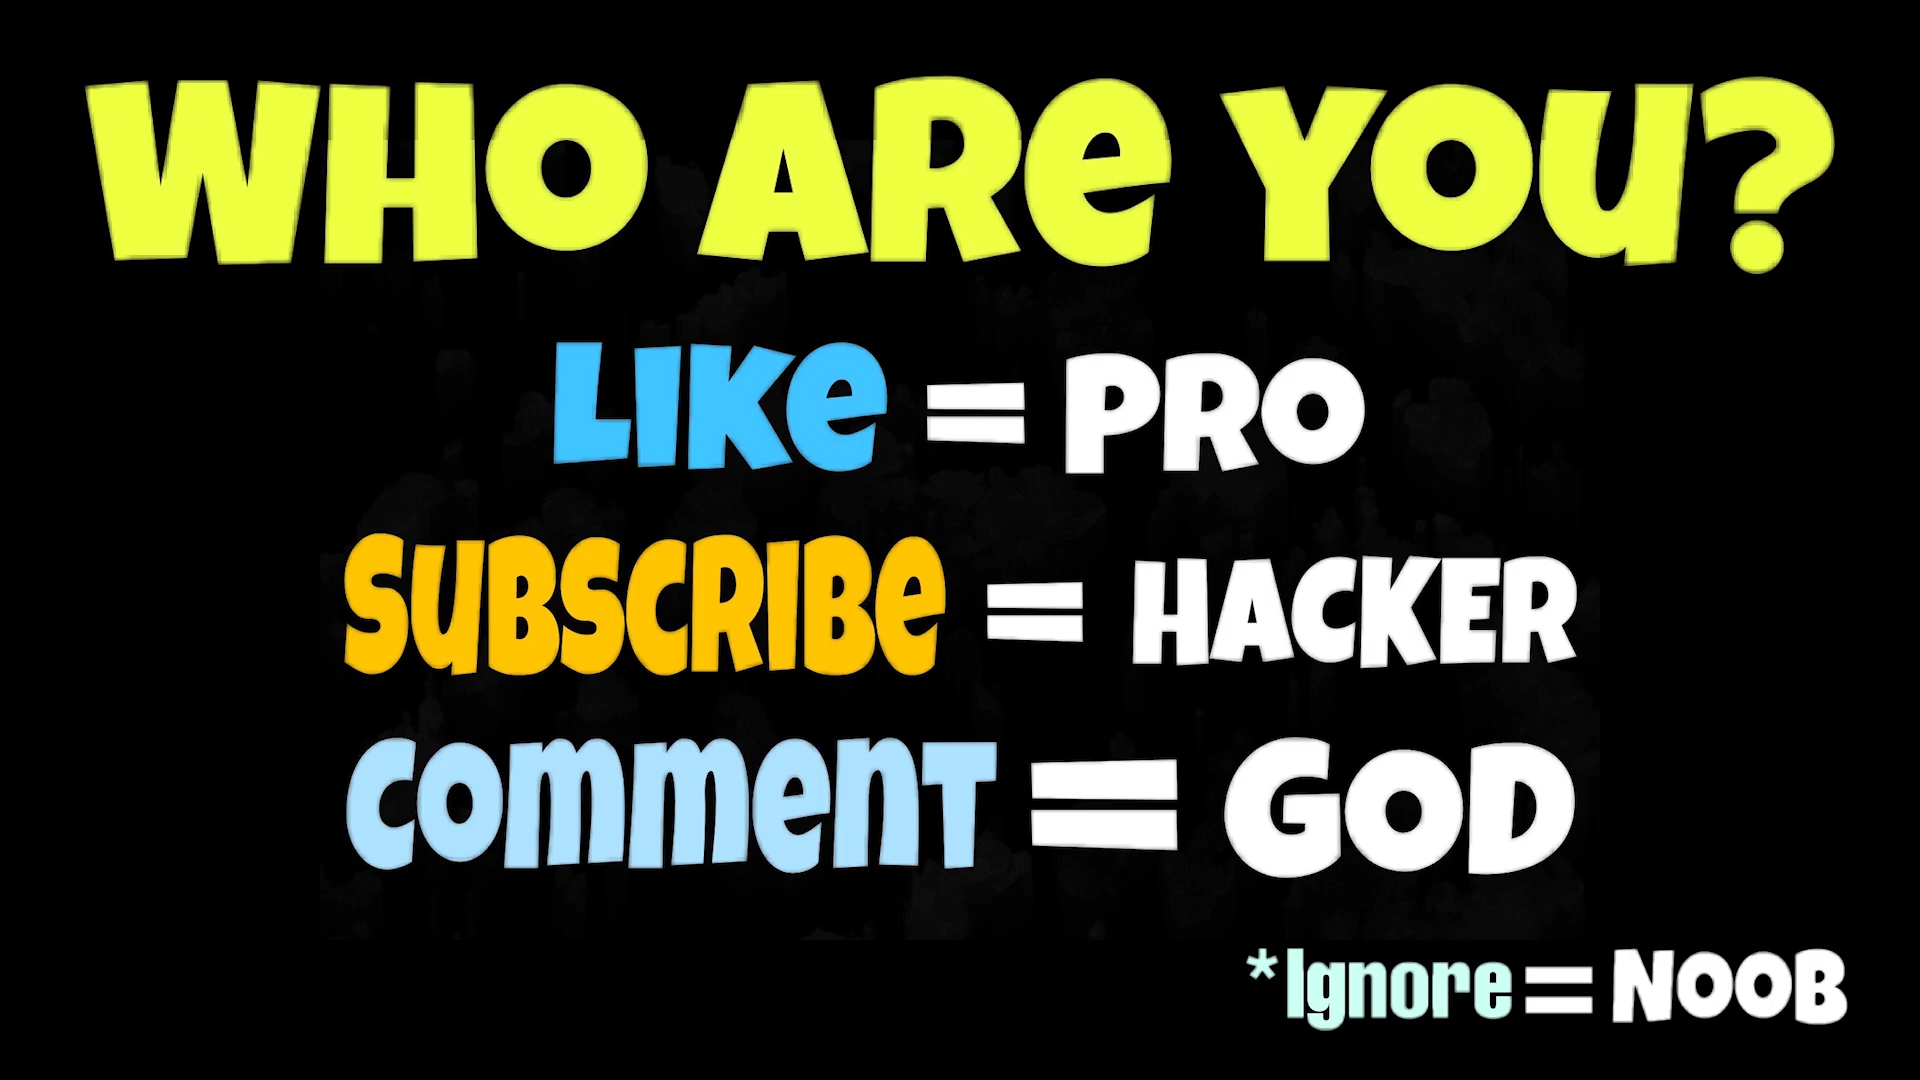 WHO ARe YOu?
LIKe = PRO
SuBSCRIBe = HACKER
COmmenT = GOD
*Ignore = NOOB